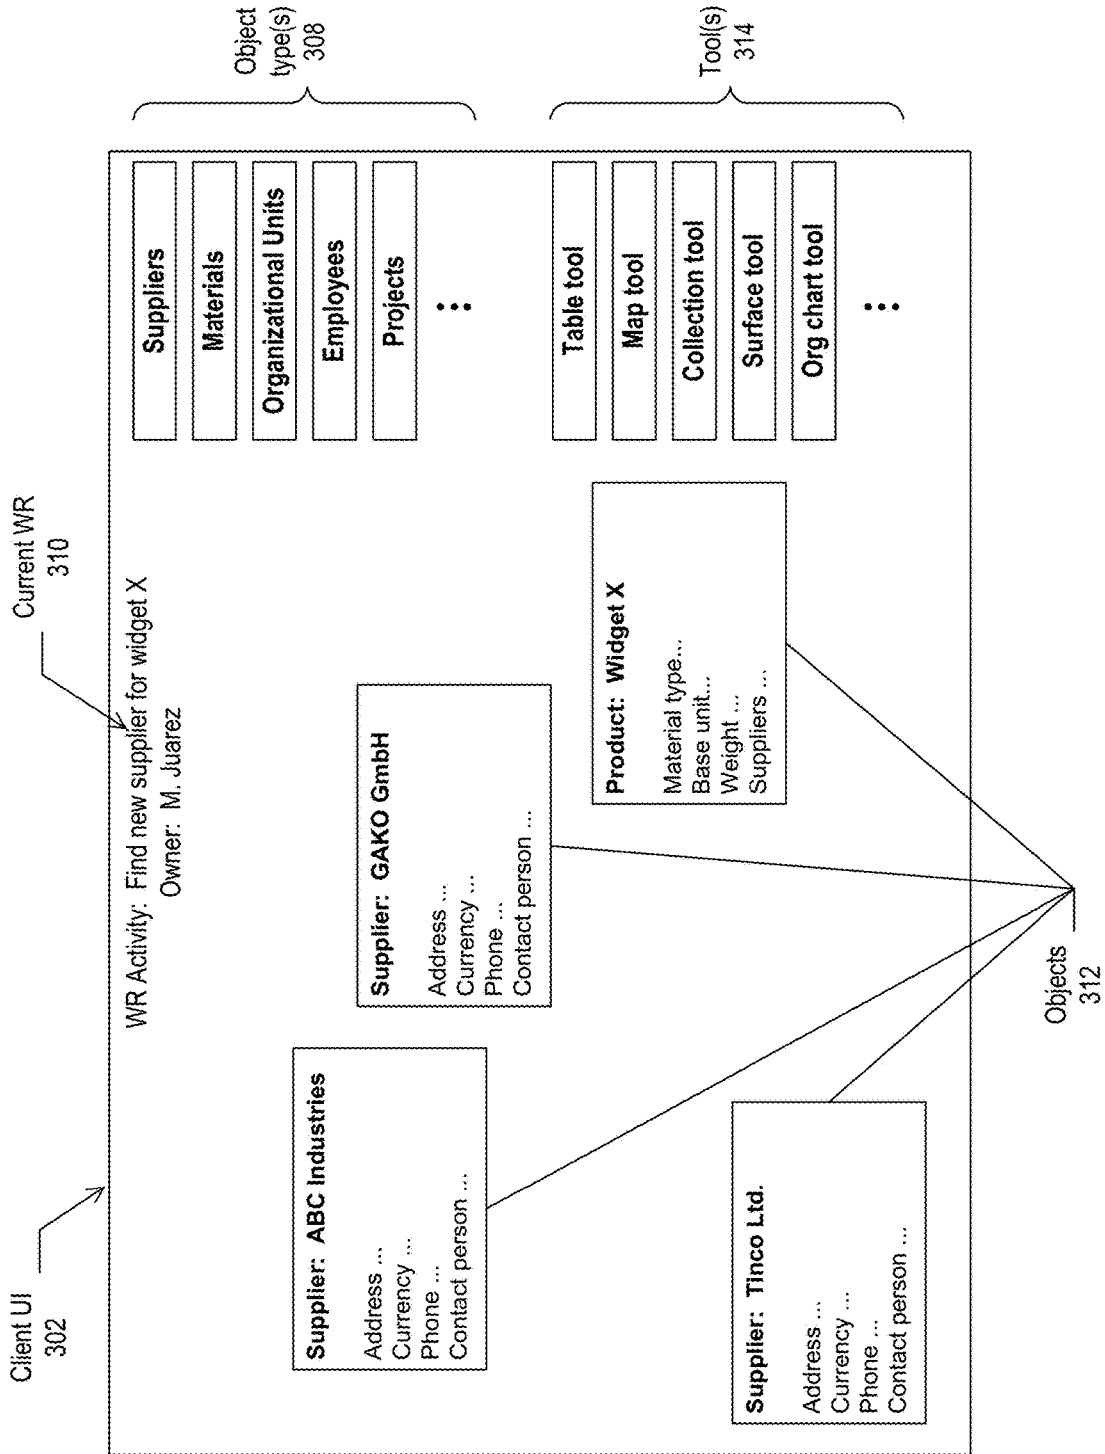 Client UI
302
Current WR
310
WR Activity:  Find new supplier for widget X
Owner:  M. Juarez
Supplier:  ABC Industries
Address ...
Currency ...
Phone ...
Contact person ...
Supplier:  GAKO GmbH
Address ...
Currency ...
Phone ...
Contact person ...
Supplier:  Tinco Ltd.
Address ...
Currency ...
Phone ...
Contact person ...
Product:  Widget X
Material type...
Base unit...
Weight ...
Suppliers ...
Suppliers
Materials
Organizational Units
Employees
Projects
Object
type(s)
308
Table tool
Map tool
Collection tool
Surface tool
Org chart tool
Tool(s)
314
Objects
312